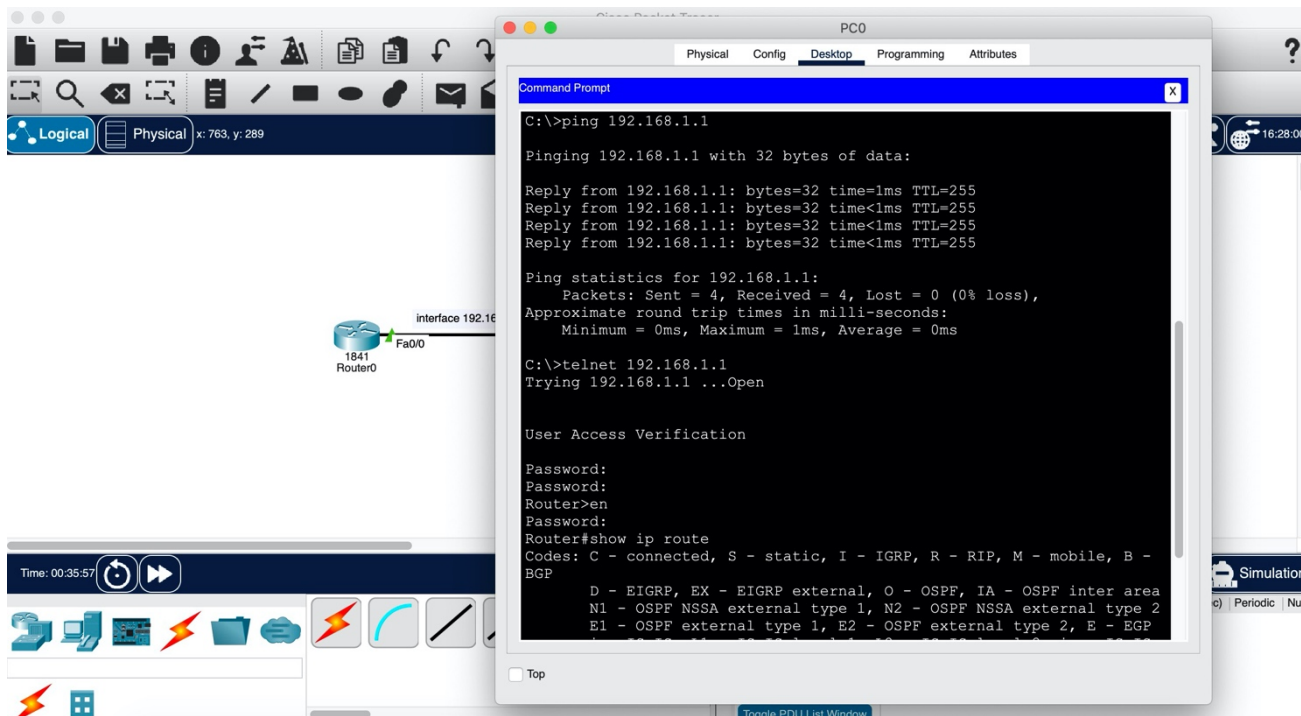 PC0
Physical Config Desktop Programming Attributes
Logical
Physical
x: 763, y: 289
16:28:00
Command Prompt
X
C:\>ping 192.168.1.1
Pinging 192.168.1.1 with 32 bytes of data:
Reply from 192.168.1.1: bytes=32 time=1ms TTL=255
Reply from 192.168.1.1: bytes=32 time<1ms TTL=255
Reply from 192.168.1.1: bytes=32 time<1ms TTL=255
Reply from 192.168.1.1: bytes=32 time<1ms TTL=255
Ping statistics for 192.168.1.1:
Packets: Sent = 4, Received = 4, Lost = 0 (0% loss),
Approximate round trip times in milli-seconds:
Minimum = 0ms, Maximum = 1ms, Average = 0ms
C:\>telnet 192.168.1.1
Trying 192.168.1.1 ...Open
User Access Verification
Password:
Password:
Router>en
Password:
Router#show ip route
Codes: C - connected, S - static, I - IGRP, R - RIP, M - mobile, B -
BGP
D - EIGRP, EX - EIGRP external, O - OSPF, IA - OSPF inter area
N1 - OSPF NSSA external type 1, N2 - OSPF NSSA external type 2
E1 - OSPF external type 1, E2 - OSPF external type 2, E - EGP
interface 192.16
Fa0/0
1841
Router0
Time: 00:35:57
Simulation
Periodic
Nu
Top
Toggle PDU List Window